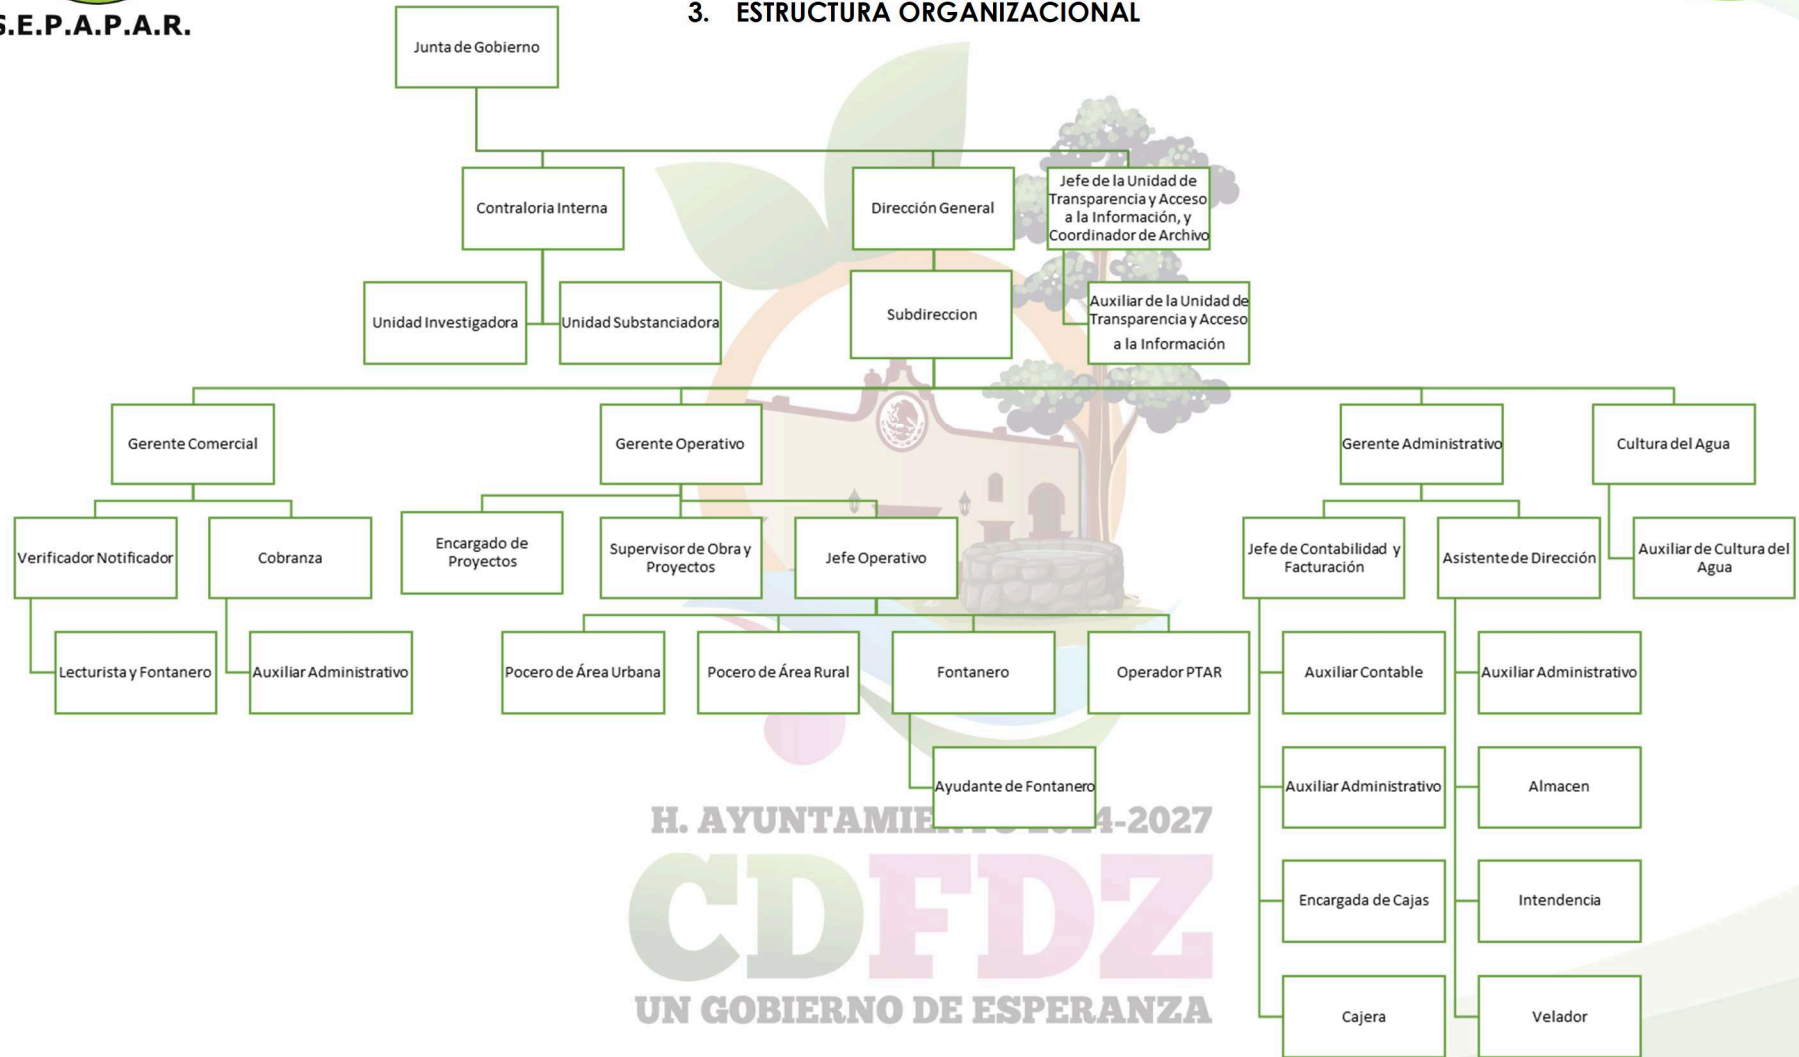 S.E.P.A.P.A.R.
3. ESTRUCTURA ORGANIZACIONAL
Junta de Gobierno
Contraloria Interna
Dirección General
Jefe de la Unidad de
Transparencia y Acceso
a la Información, y
Coordinador de Archivo
Unidad Investigadora
Unidad Substanciadora
Subdireccion
Auxiliar de la Unidad de
Transparencia y Acceso
a la Información
Gerente Comercial
Gerente Operativo
Gerente Administrativo
Cultura del Agua
Verificador Notificador
Cobranza
Encargado de
Proyectos
Supervisor de Obra y
Proyectos
Jefe Operativo
Jefe de Contabilidad y
Facturación
Asistente de Dirección
Auxiliar de Cultura del
Agua
Lecturista y Fontanero
Auxiliar Administrativo
Pocero de Área Urbana
Pocero de Área Rural
Fontanero
Operador PTAR
Auxiliar Contable
Auxiliar Administrativo
Ayudante de Fontanero
Auxiliar Administrativo
Almacen
Encargada de Cajas
Intendencia
Cajera
Velador
H. AYUNTAMIE 4-2027
CDFDZ
UN GOBIERNO DE ESPERANZA